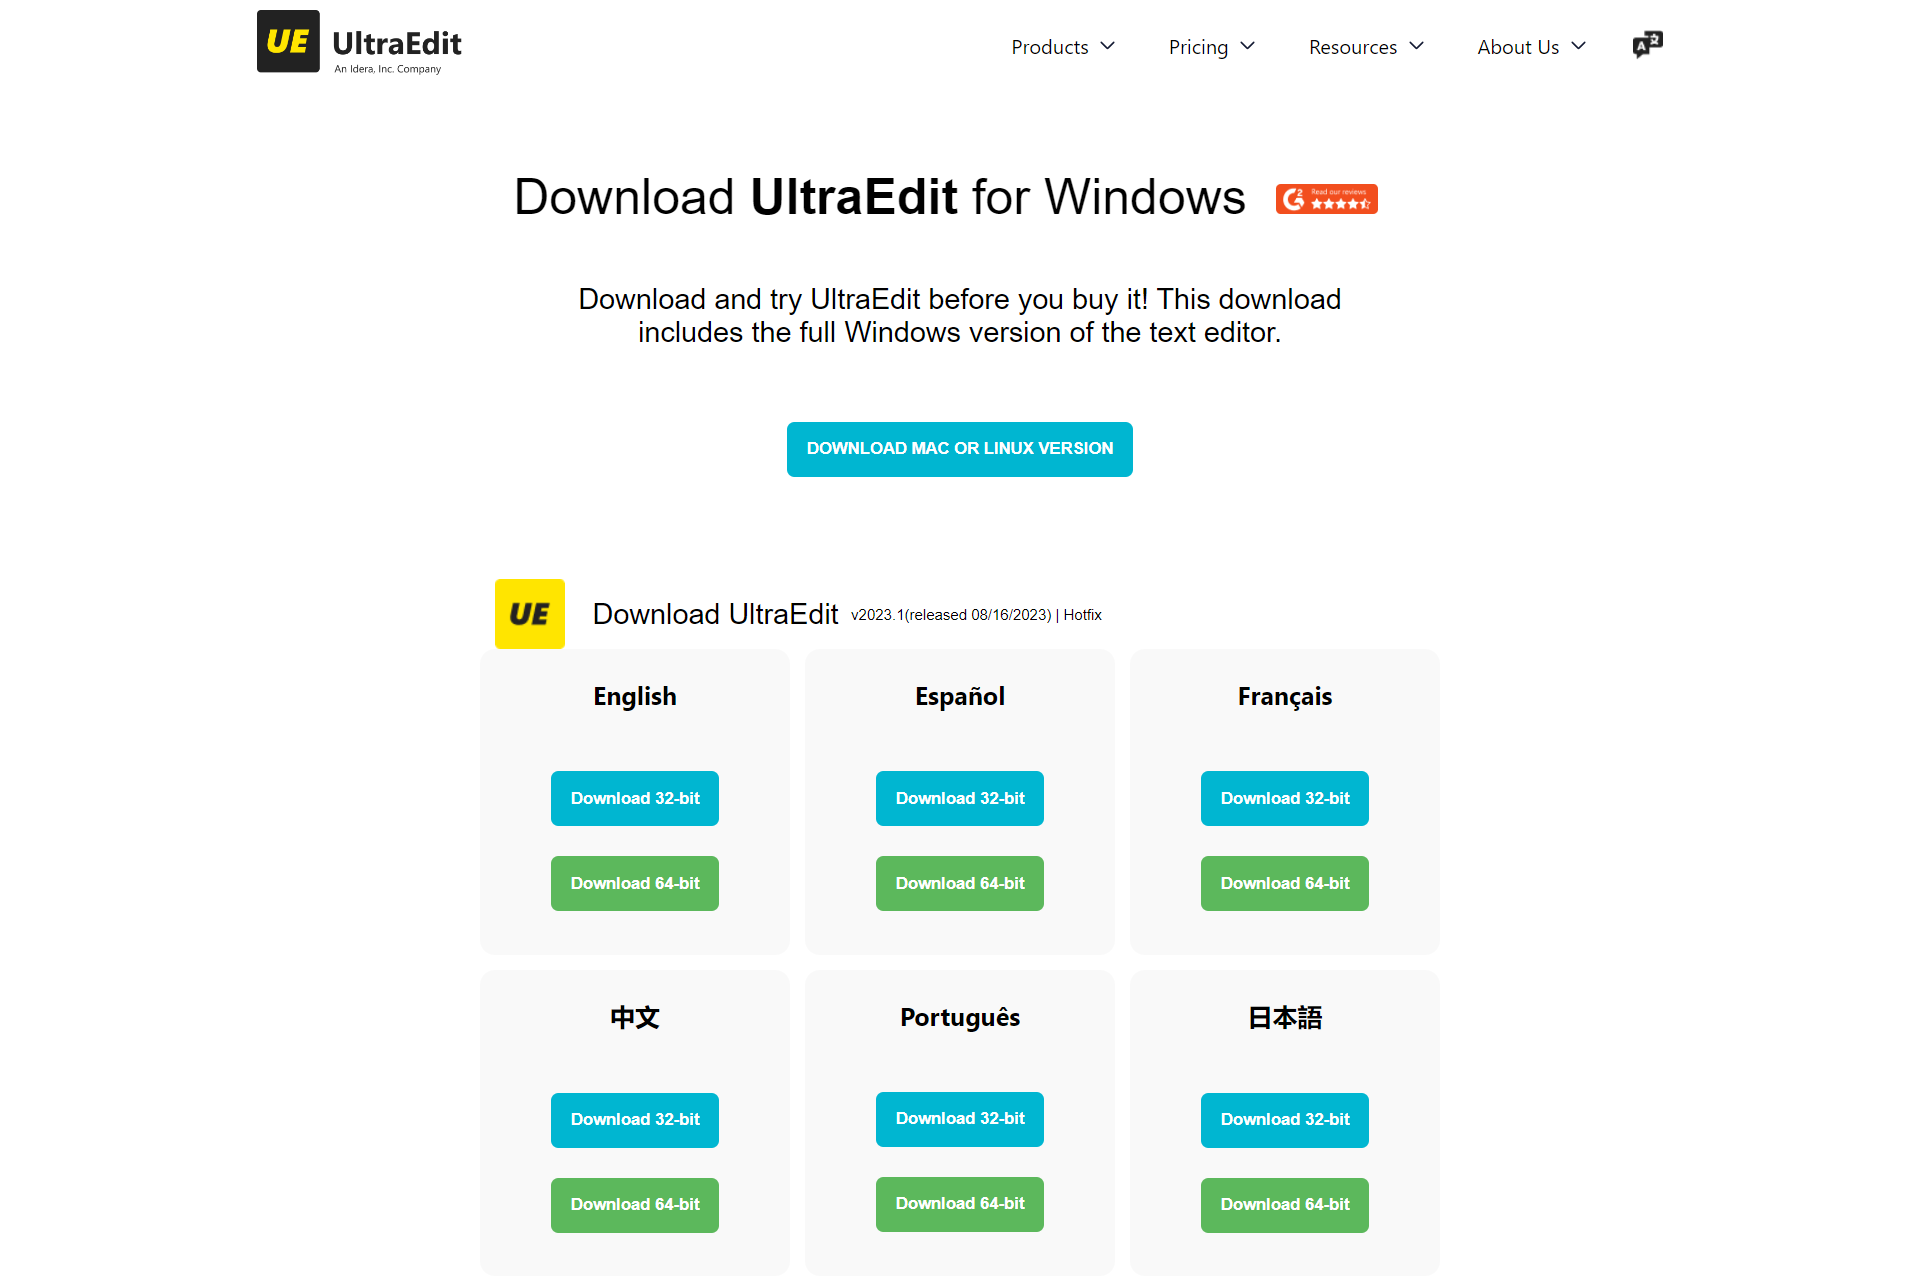 UE UltraEdit
An Idera, Inc. Company
Products
Pricing
Resources
About Us
A
Download UltraEdit for Windows
G2 Read our reviews
Download and try UltraEdit before you buy it! This download
includes the full Windows version of the text editor.
DOWNLOAD MAC OR LINUX VERSION
UE
Download UltraEdit v2023.1(released 08/16/2023) | Hotfix
English
Español
Français
Download 32-bit
Download 32-bit
Download 32-bit
Download 64-bit
Download 64-bit
Download 64-bit
中文
Português
日本語
Download 32-bit
Download 32-bit
Download 32-bit
Download 64-bit
Download 64-bit
Download 64-bit